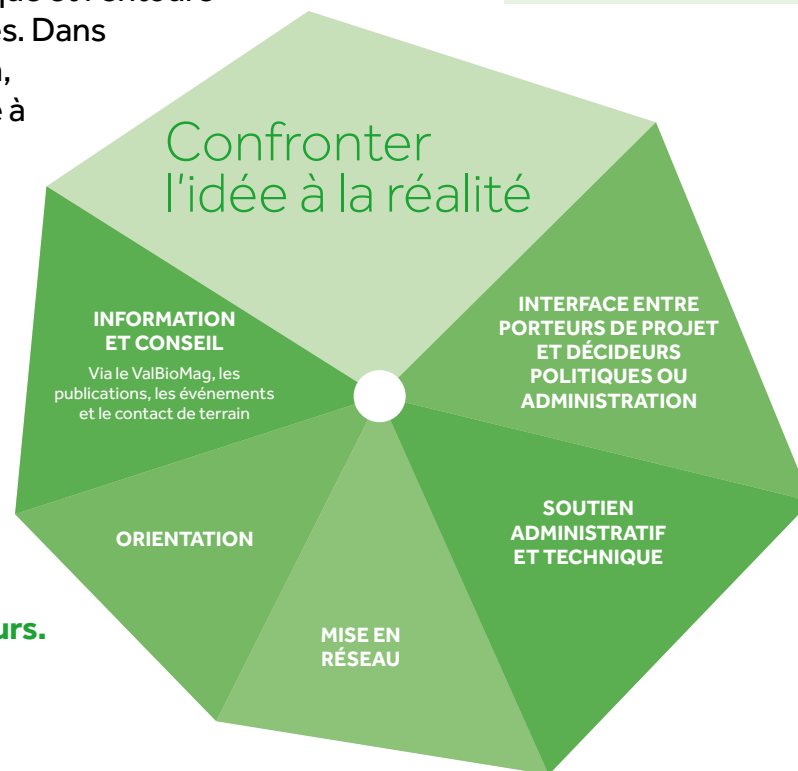 es. Dans
e à
Confronter
l'idée à la réalité
INFORMATION
ET CONSEIL
Via le ValBioMag, les
publications, les événements
et le contact de terrain
INTERFACE ENTRE
PORTEURS DE PROJET
ET DÉCIDEURS
POLITIQUES OU
ADMINISTRATION
ORIENTATION
SOUTIEN
ADMINISTRATIF
ET TECHNIQUE
MISE EN
RÉSEAU
urs.